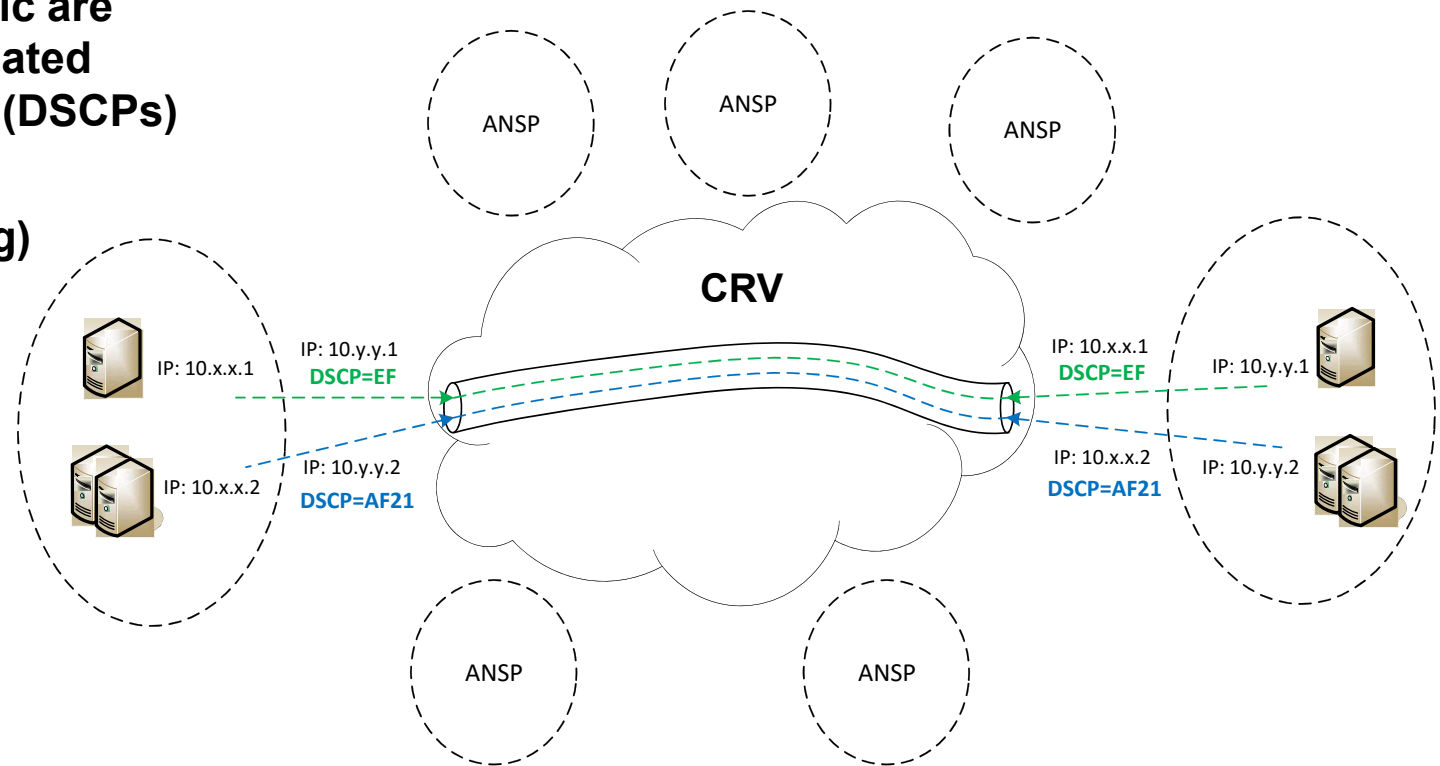 ic are
ated
(DSCPs)
g)
ANSP
ANSP
ANSP
CRV
IP: 10.x.x.1
IP: 10.y.y.1
DSCP=EF
IP: 10.x.x.1
DSCP=EF
IP: 10.y.y.1
IP: 10.x.x.2
IP: 10.y.y.2
DSCP=AF21
IP: 10.x.x.2
DSCP=AF21
IP: 10.y.y.2
ANSP
ANSP